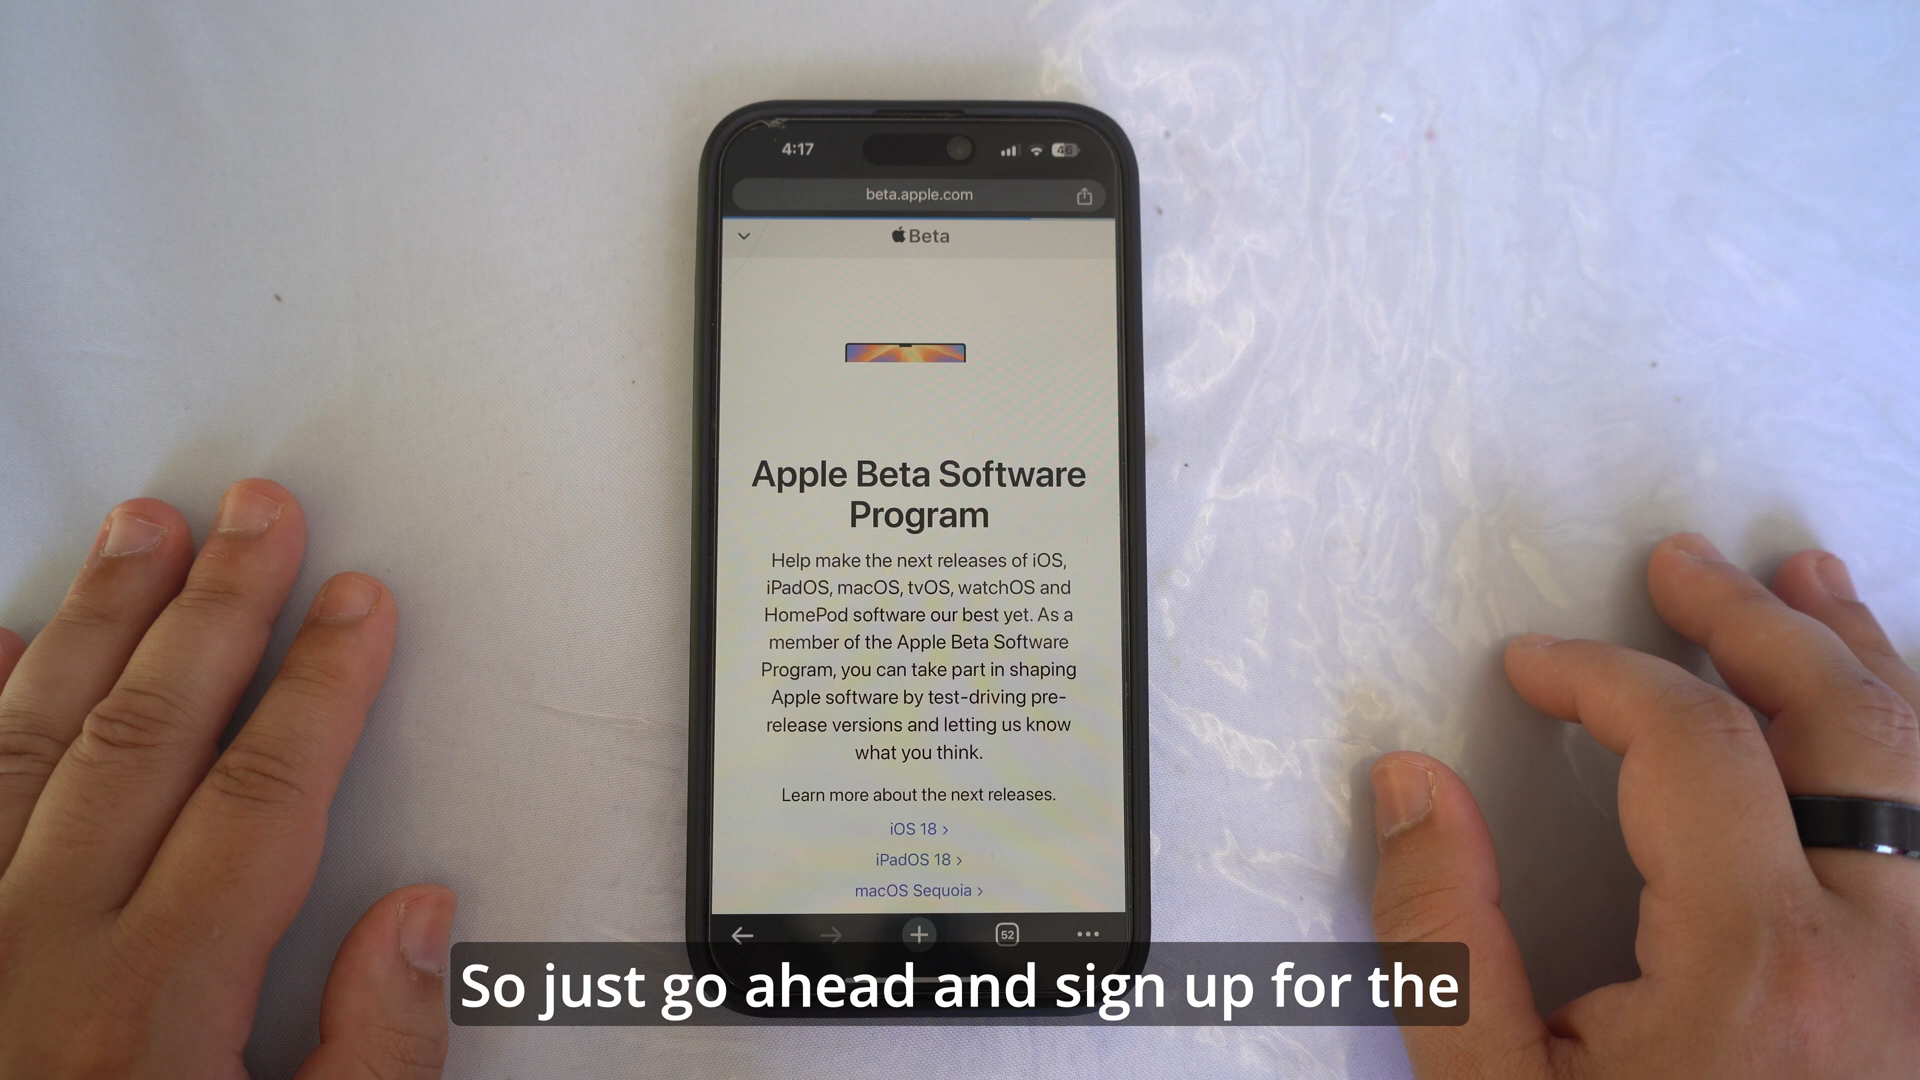 4:17
46
beta.apple.com
Beta
Apple Beta Software
Program
Help make the next releases of iOS,
iPadOS, macOS, tvOS, watchOS and
HomePod software our best yet. As a
member of the Apple Beta Software
Program, you can take part in shaping
Apple software by test-driving pre-
release versions and letting us know
what you think.
Learn more about the next releases.
iOS 18 >
iPadOS 18 >
macOS Sequoia >
52
So just go ahead and sign up for the